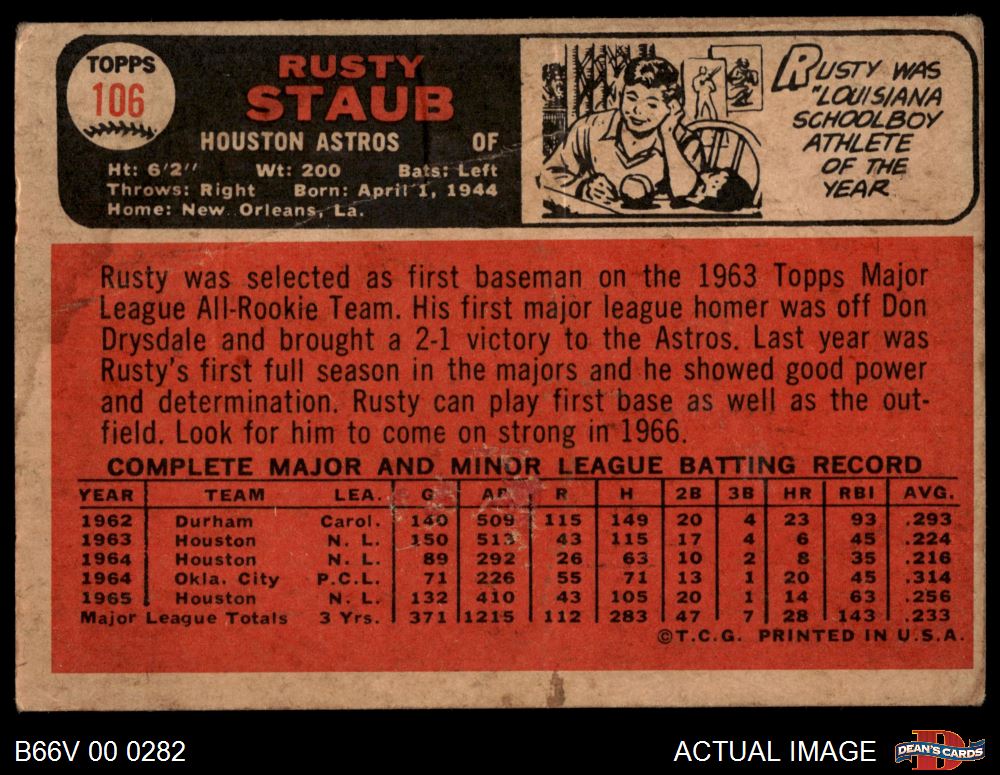 TOPPS
106
RUSTY
STAUB
HOUSTON ASTROS OF
Ht: 6'2" Wt: 200 Bats: Left
Throws: Right Born: April 1, 1944
Home: New Orleans, La.
RUSTY WAS
"LOUISIANA
SCHOOLBOY
ATHLETE
OF THE
YEAR
Rusty was selected as first baseman on the 1963 Topps Major
League All-Rookie Team. His first major league homer was off Don
Drysdale and brought a 2-1 victory to the Astros. Last year was
Rusty's first full season in the majors and he showed good power
and determination. Rusty can play first base as well as the out-
field. Look for him to come on strong in 1966.
COMPLETE MAJOR AND MINOR LEAGUE BATTING RECORD
YEAR TEAM LEA. G AB R H 2B 3B HR RBI AVG.
1962 Durham Carol. 140 509 115 149 20 4 23 93 .293
1963 Houston N. L. 150 513 43 115 17 4 6 45 .224
1964 Houston N. L. 89 292 26 63 10 2 8 35 .216
1964 Okla. City P.C.L. 71 226 55 71 13 1 20 45 .314
1965 Houston N. L. 132 410 43 105 20 1 14 63 .256
Major League Totals 3 Yrs. 371 1215 112 283 47 7 28 143 .233
©T.C.G. PRINTED IN U.S.A.
B66V 00 0282
ACTUAL IMAGE
DEAN'S CARDS